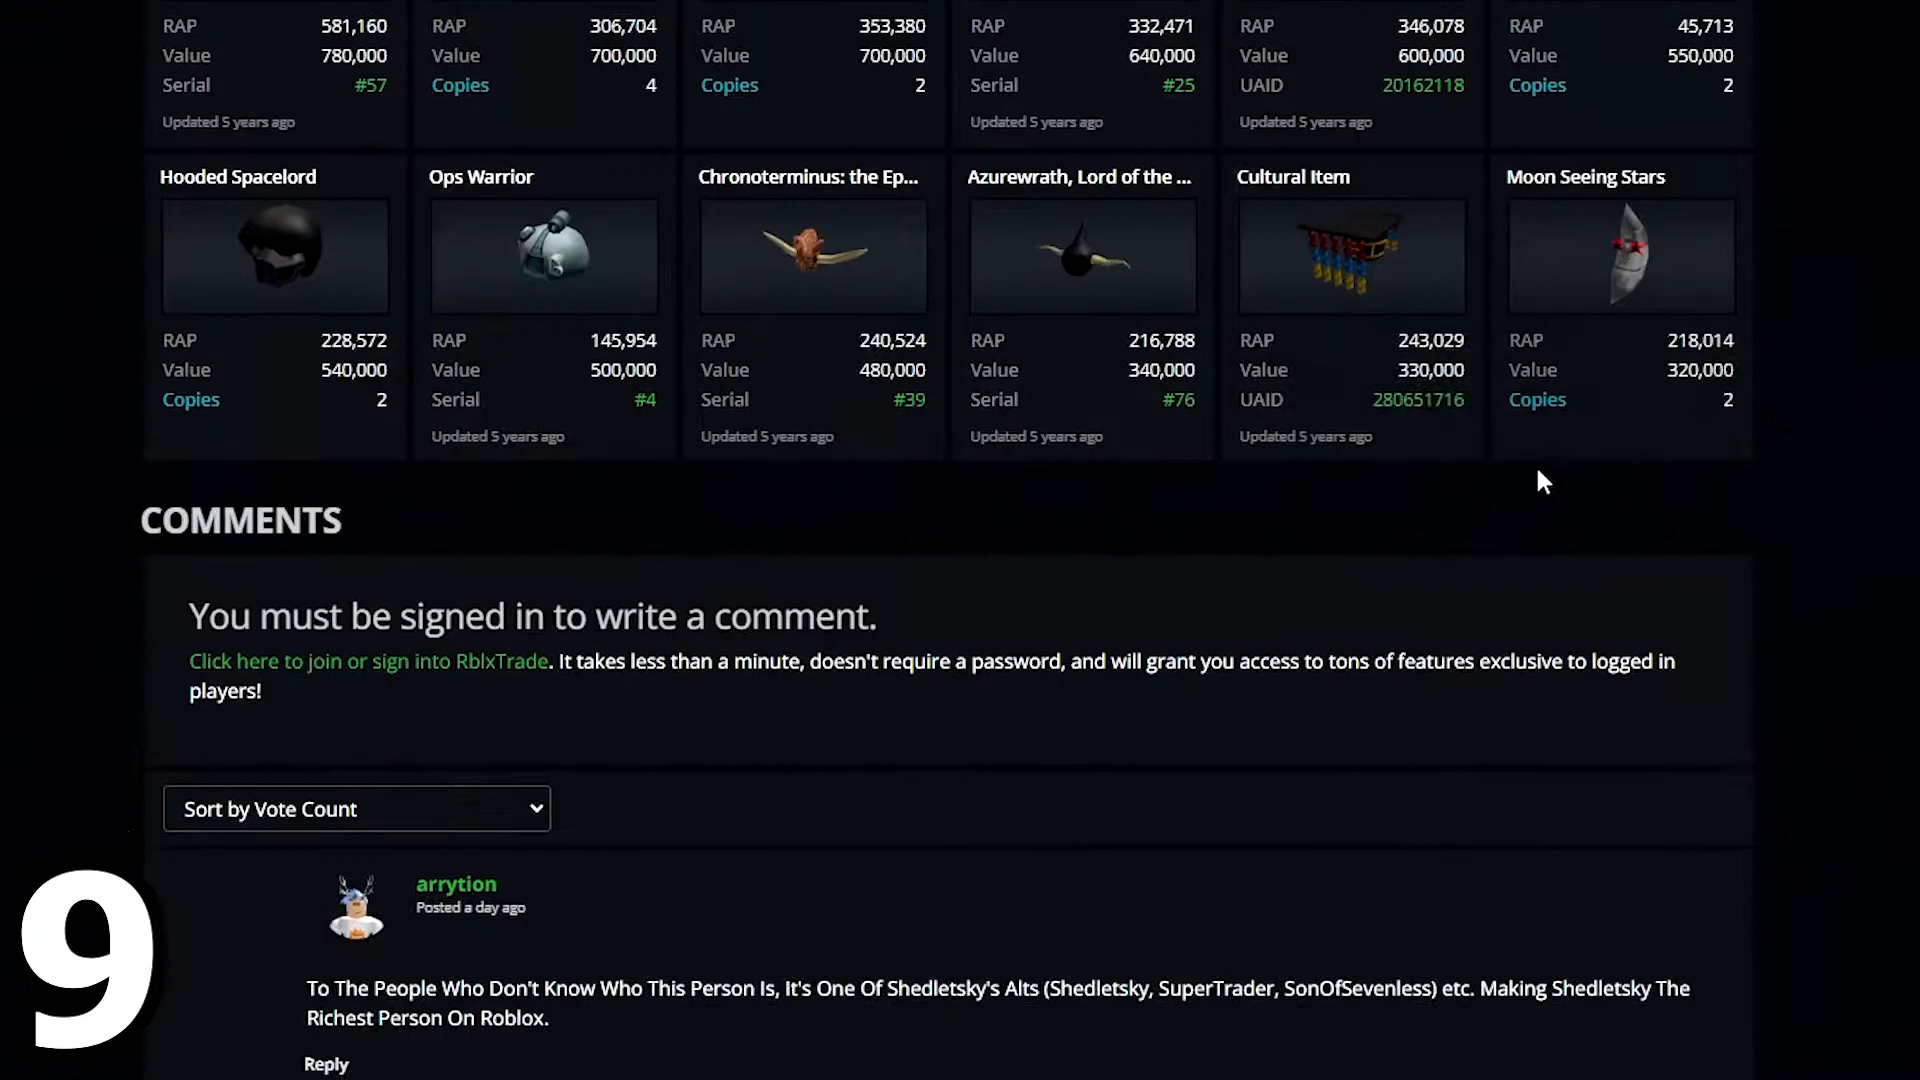 RAP 581,160 RAP 306,704 RAP 353,380 RAP 332,471 RAP 346,078 RAP 45,713
Value 780,000 Value 700,000 Value 700,000 Value 640,000 Value 600,000 Value 550,000
Serial #57 Copies 4 Copies 2 Serial #25 UAID 20162118 Copies 2
Updated 5 years ago Updated 5 years ago Updated 5 years ago
Hooded Spacelord Ops Warrior Chronoterminus: the Ep... Azurewrath, Lord of the ... Cultural Item Moon Seeing Stars
RAP 228,572 RAP 145,954 RAP 240,524 RAP 216,788 RAP 243,029 RAP 218,014
Value 540,000 Value 500,000 Value 480,000 Value 340,000 Value 330,000 Value 320,000
Copies 2 Serial #4 Serial #39 Serial #76 UAID 280651716 Copies 2
Updated 5 years ago Updated 5 years ago Updated 5 years ago Updated 5 years ago
COMMENTS
You must be signed in to write a comment.
Click here to join or sign into RblxTrade. It takes less than a minute, doesn't require a password, and will grant you access to tons of features exclusive to logged in
players!
Sort by Vote Count
arrytion
Posted a day ago
9
To The People Who Don't Know Who This Person Is, It's One Of Shedletsky's Alts (Shedletsky, SuperTrader, SonOfSevenless) etc. Making Shedletsky The
Richest Person On Roblox.
Reply